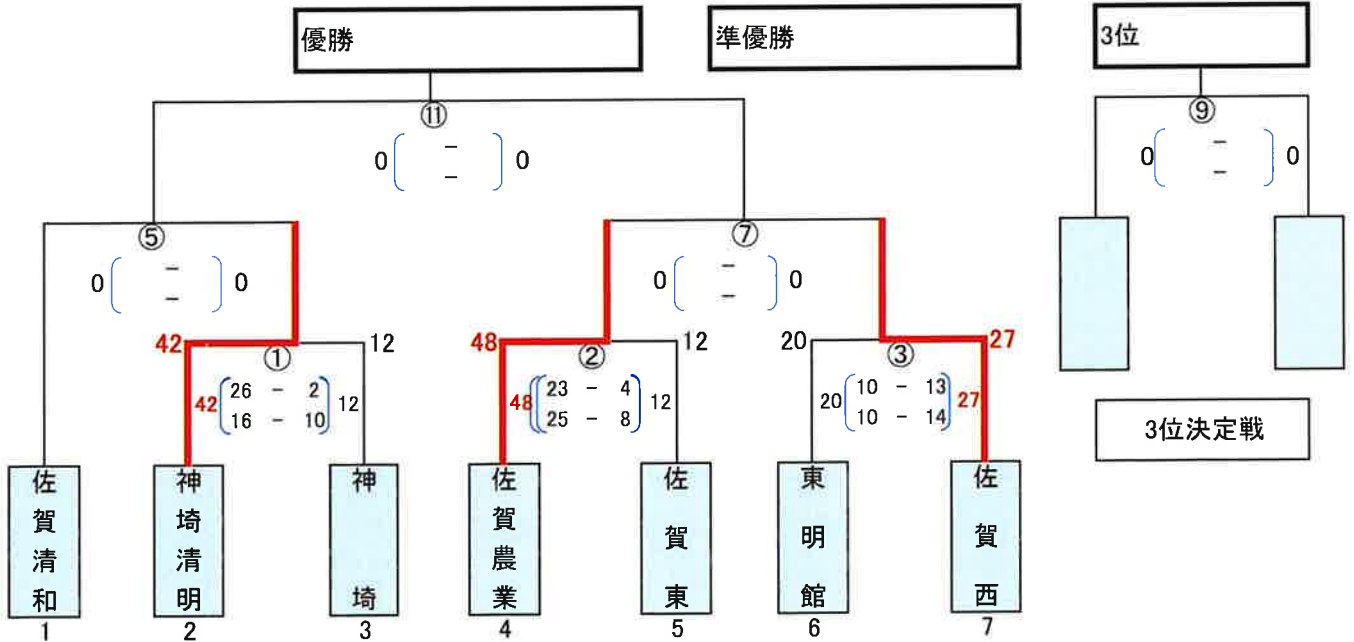 優勝
準優勝
3位
⑪
0 - 0
-
⑨
0 - 0
-
⑤
0 - 0
-
⑦
0 - 0
-
42 ① 12
42 26 - 2 12
16 - 10
48 ② 12
48 23 - 4 12
25 - 8
20 ③ 27
20 10 - 13 27
10 - 14
3位決定戦
佐賀清和
神埼清明
神埼
佐賀農業
佐賀東
東明館
佐賀西
1 2 3 4 5 6 7